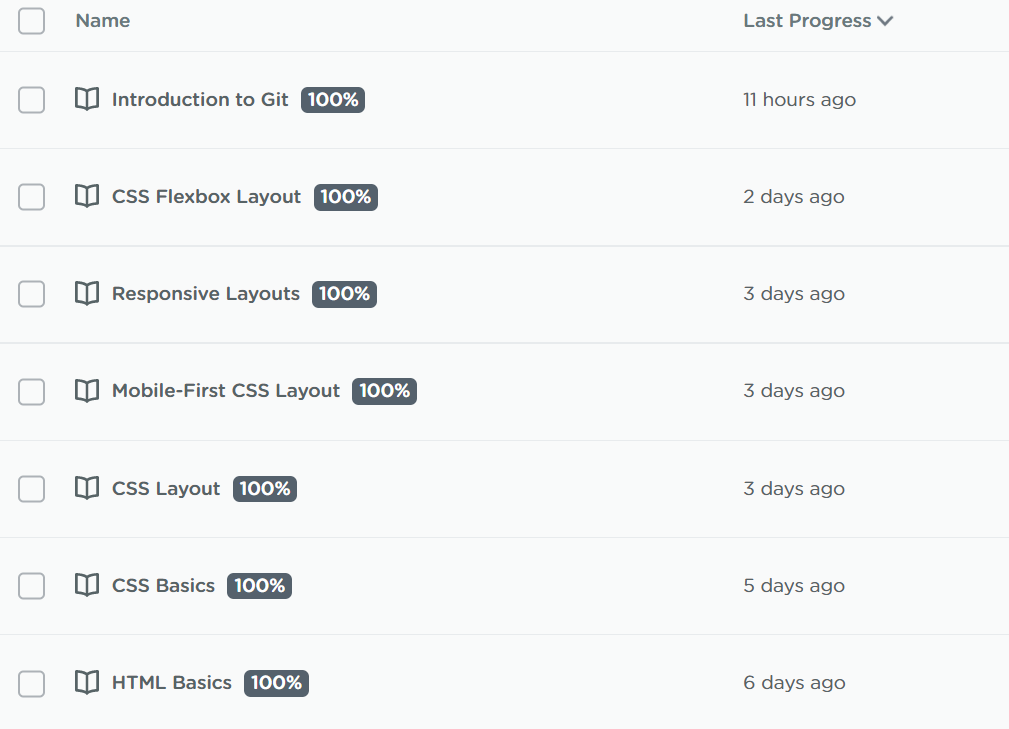 Name Last Progress
Introduction to Git 100% 11 hours ago
CSS Flexbox Layout 100% 2 days ago
Responsive Layouts 100% 3 days ago
Mobile-First CSS Layout 100% 3 days ago
CSS Layout 100% 3 days ago
CSS Basics 100% 5 days ago
HTML Basics 100% 6 days ago